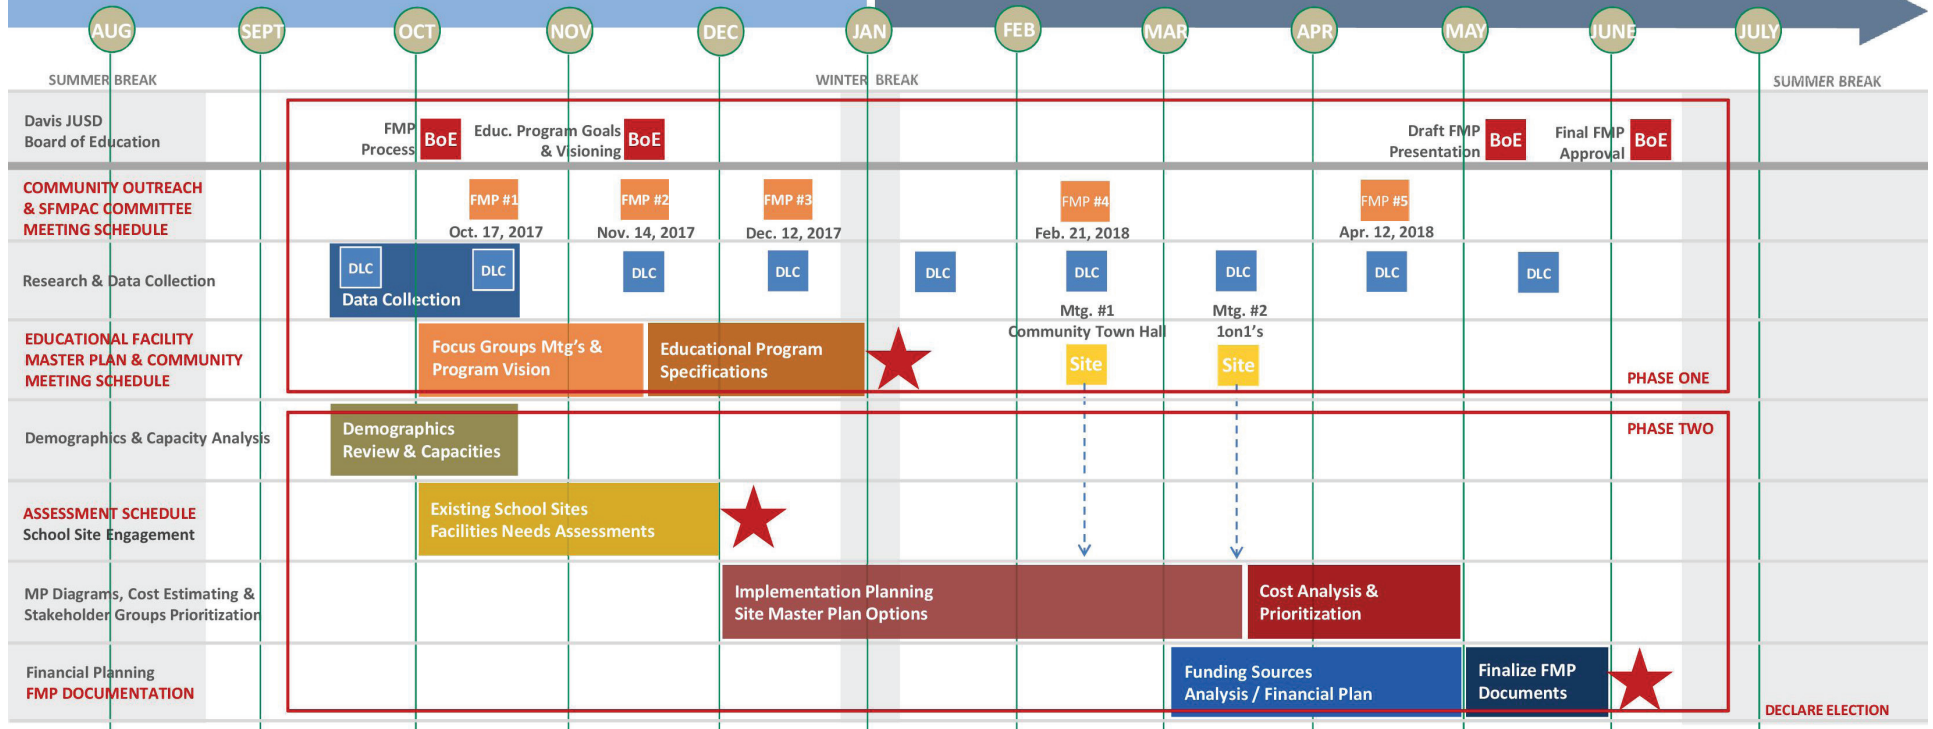 AUG SEPT OCT NOV DEC JAN FEB MAR APR MAY JUNE JULY
SUMMER BREAK WINTER BREAK SUMMER BREAK
Davis JUSD
Board of Education
FMP
Process
BoE
Educ. Program Goals
& Visioning
BoE
Draft FMP
Presentation
BoE
Final FMP
Approval
BoE
COMMUNITY OUTREACH
& SFMPAC COMMITTEE
MEETING SCHEDULE
FMP #1
Oct. 17, 2017
FMP #2
Nov. 14, 2017
FMP #3
Dec. 12, 2017
FMP #4
Feb. 21, 2018
FMP #5
Apr. 12, 2018
Research & Data Collection
DLC DLC DLC DLC DLC DLC DLC DLC DLC
Data Collection
Mtg. #1
Community Town Hall
Mtg. #2
1on1's
EDUCATIONAL FACILITY
MASTER PLAN & COMMUNITY
MEETING SCHEDULE
Focus Groups Mtg's &
Program Vision
Educational Program
Specifications
Site
Site
PHASE ONE
Demographics & Capacity Analysis
Demographics
Review & Capacities
PHASE TWO
ASSESSMENT SCHEDULE
School Site Engagement
Existing School Sites
Facilities Needs Assessments
MP Diagrams, Cost Estimating &
Stakeholder Groups Prioritization
Implementation Planning
Site Master Plan Options
Cost Analysis &
Prioritization
Financial Planning
FMP DOCUMENTATION
Funding Sources
Analysis / Financial Plan
Finalize FMP
Documents
DECLARE ELECTION